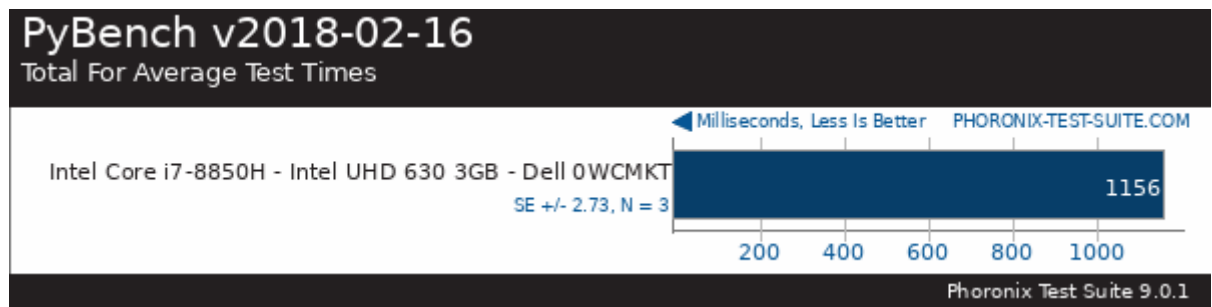 PyBench v2018-02-16
Total For Average Test Times
Milliseconds, Less Is Better PHORONIX-TEST-SUITE.COM
Intel Core i7-8850H - Intel UHD 630 3GB - Dell 0WCMKT
1156
SE +/- 2.73, N = 3
200 400 600 800 1000
Phoronix Test Suite 9.0.1